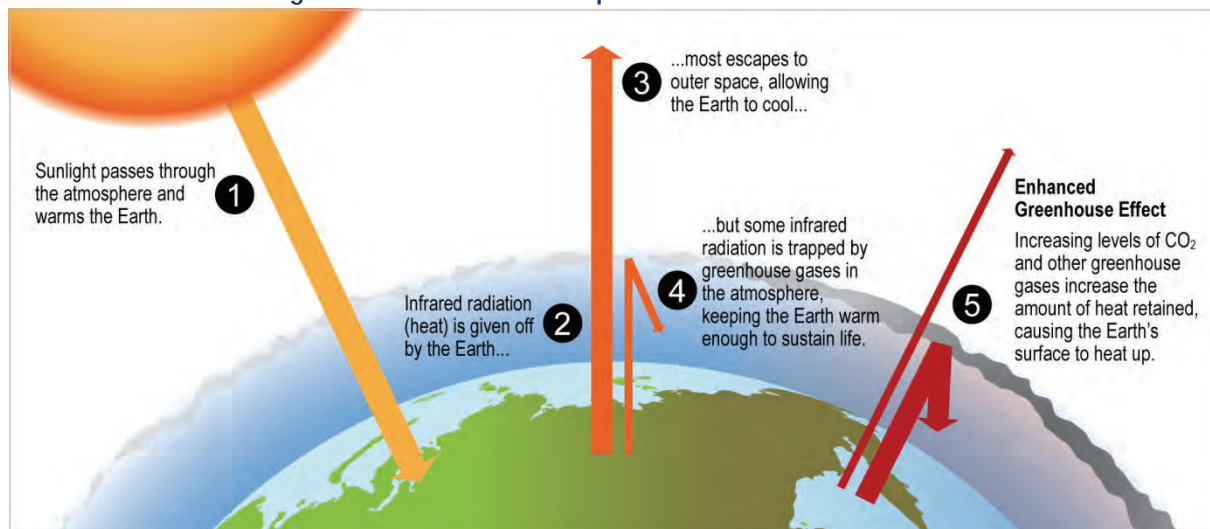 1
Sunlight passes through
the atmosphere and
warms the Earth.
Infrared radiation
(heat) is given off
by the Earth...
2
3
...most escapes to
outer space, allowing
the Earth to cool...
4
...but some infrared
radiation is trapped by
greenhouse gases in
the atmosphere,
keeping the Earth warm
enough to sustain life.
5
Enhanced
Greenhouse Effect
Increasing levels of CO₂
and other greenhouse
gases increase the
amount of heat retained,
causing the Earth's
surface to heat up.